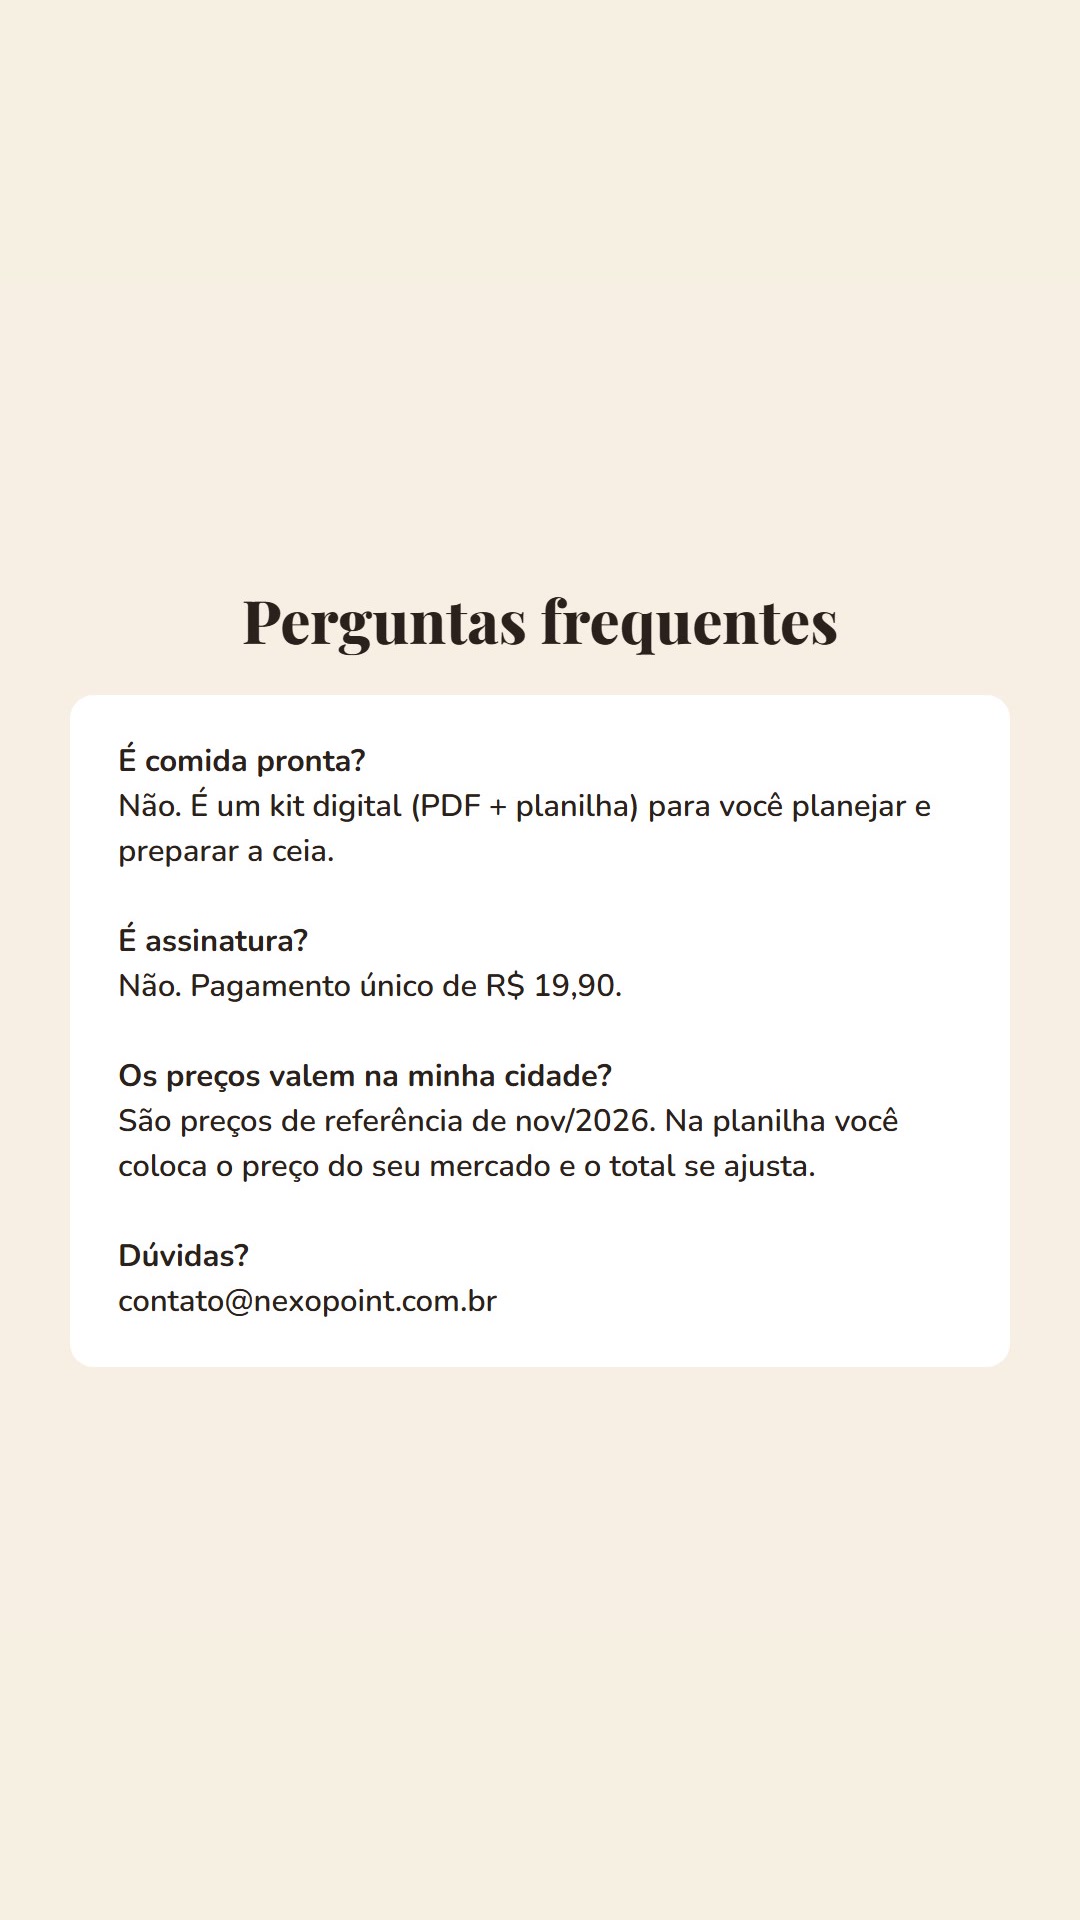 Perguntas frequentes
É comida pronta?
Não. É um kit digital (PDF + planilha) para você planejar e
preparar a ceia.
É assinatura?
Não. Pagamento único de R$ 19,90.
Os preços valem na minha cidade?
São preços de referência de nov/2026. Na planilha você
coloca o preço do seu mercado e o total se ajusta.
Dúvidas?
contato@nexopoint.com.br